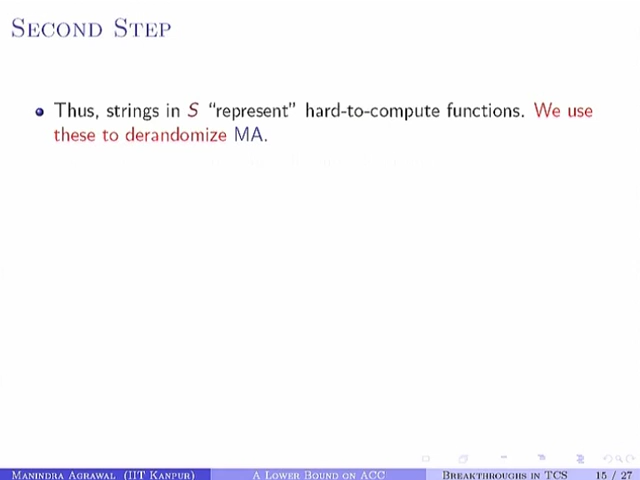 SECOND STEP
Thus, strings in S "represent" hard-to-compute functions. We use
these to derandomize MA.
MANINDRA AGRAWAL (IIT KANPUR) A LOWER BOUND ON ACC BREAKTHROUGHS IN TCS 15 / 27